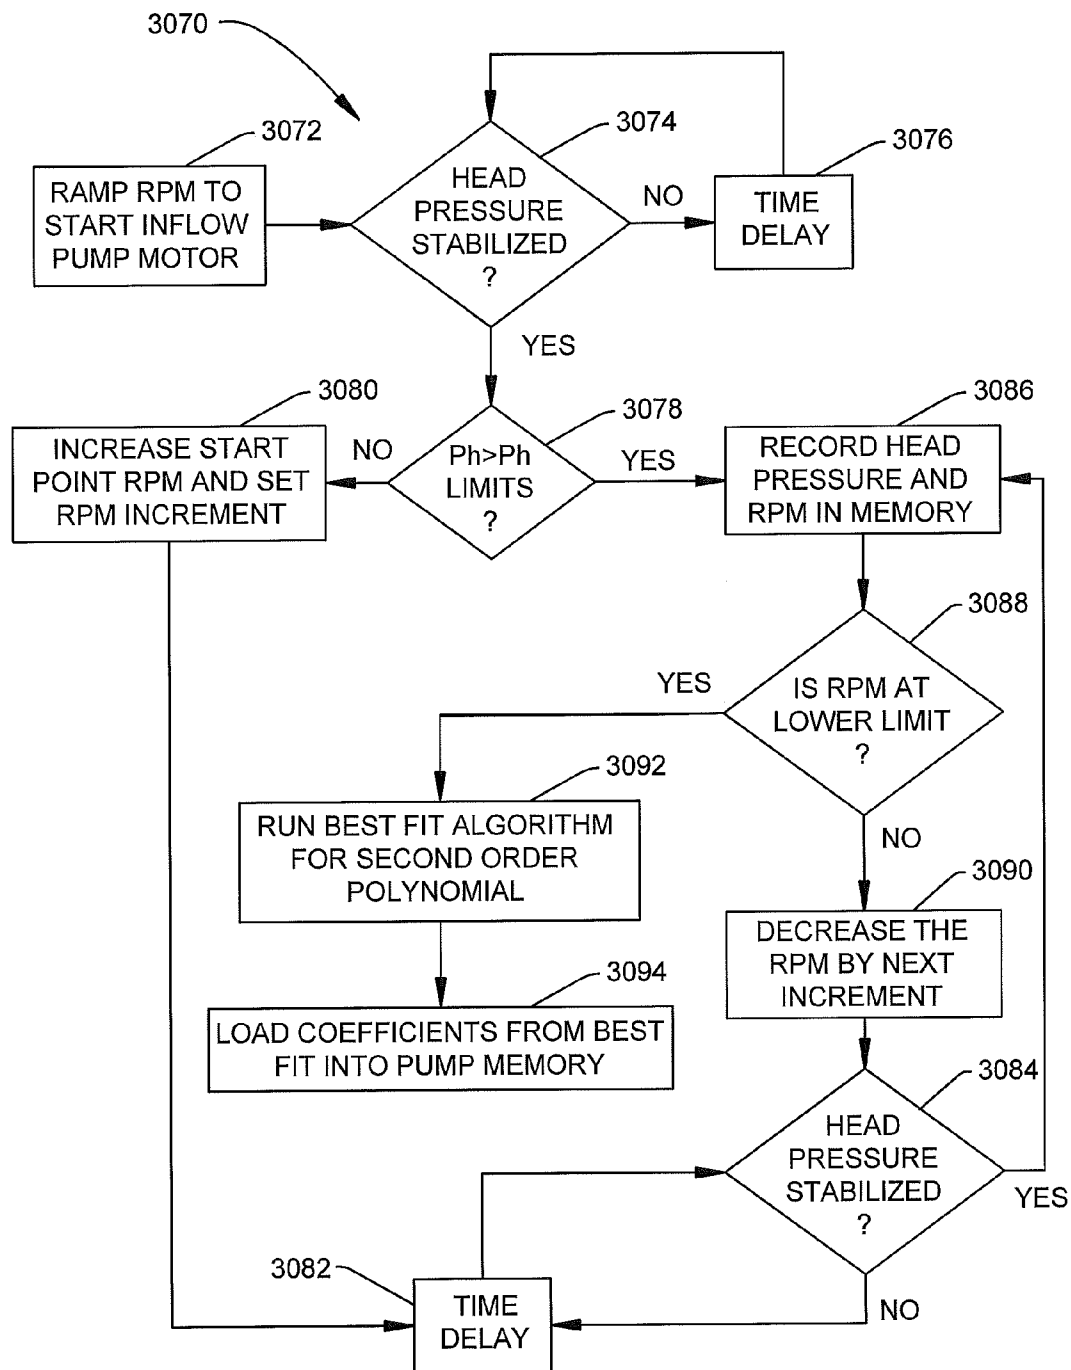 3070
3072
RAMP RPM TO
START INFLOW
PUMP MOTOR
3074
HEAD
PRESSURE
STABILIZED
?
NO
3076
TIME
DELAY
YES
3080
INCREASE START
POINT RPM AND SET
RPM INCREMENT
NO
3078
Ph>Ph
LIMITS
?
YES
3086
RECORD HEAD
PRESSURE AND
RPM IN MEMORY
3088
IS RPM AT
LOWER LIMIT
?
YES
3092
RUN BEST FIT ALGORITHM
FOR SECOND ORDER
POLYNOMIAL
NO
3090
DECREASE THE
RPM BY NEXT
INCREMENT
3094
LOAD COEFFICIENTS FROM BEST
FIT INTO PUMP MEMORY
3084
HEAD
PRESSURE
STABILIZED
?
YES
3082
TIME
DELAY
NO